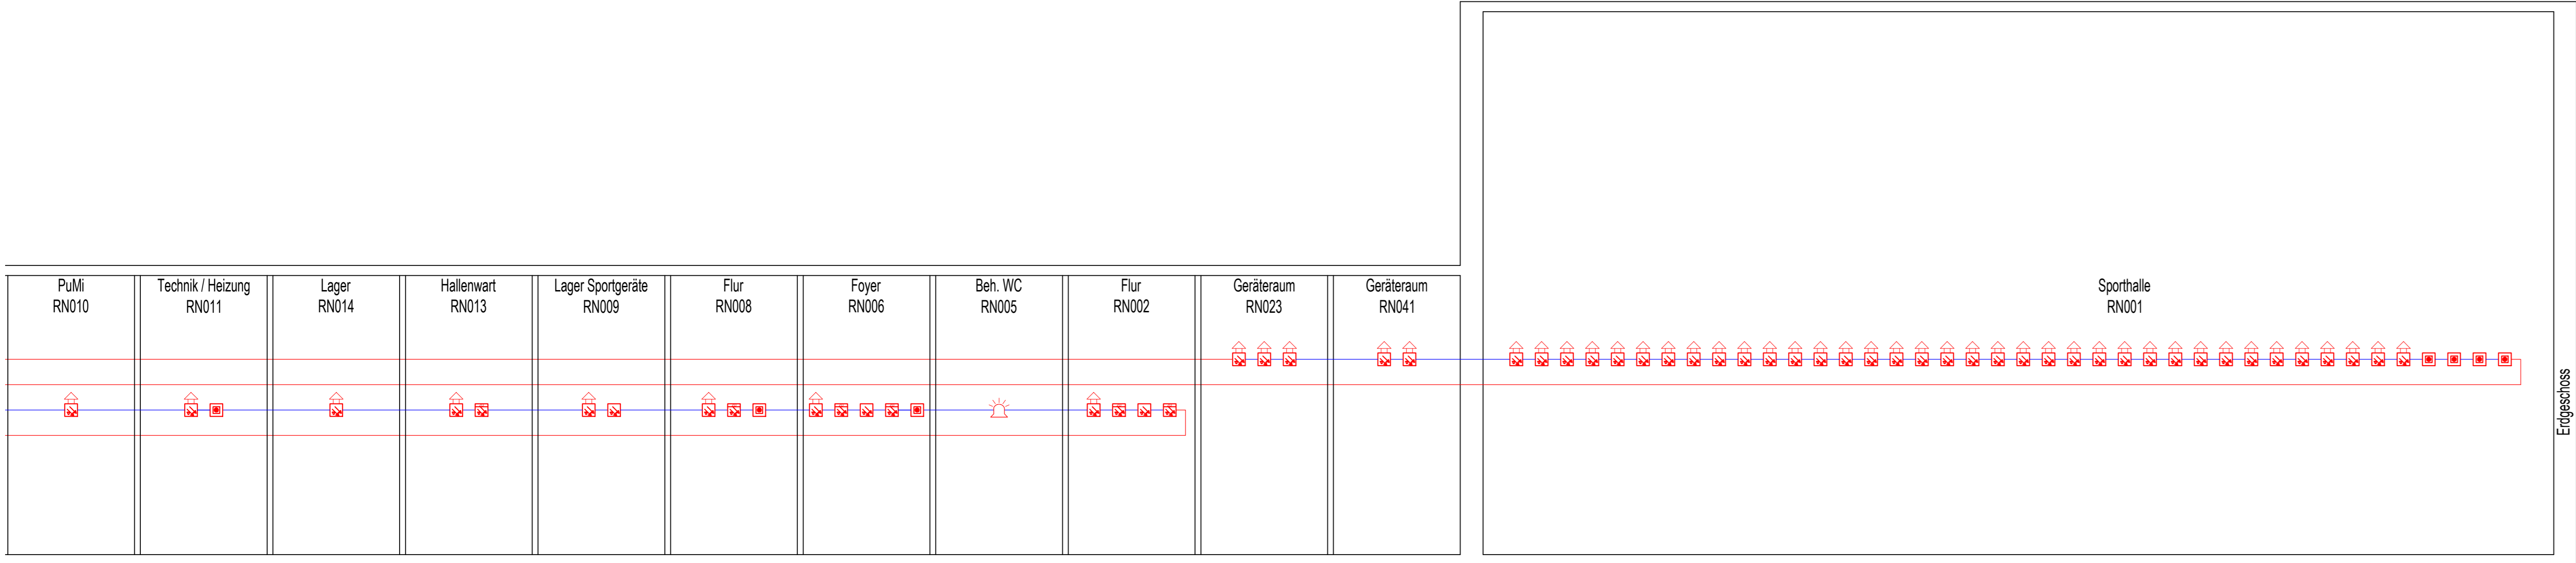 PuMi
RN010
Technik / Heizung
RN011
Lager
RN014
Hallenwart
RN013
Lager Sportgeräte
RN009
Flur
RN008
Foyer
RN006
Beh. WC
RN005
Flur
RN002
Geräteraum
RN023
Geräteraum
RN041
Sporthalle
RN001
Erdgeschoss